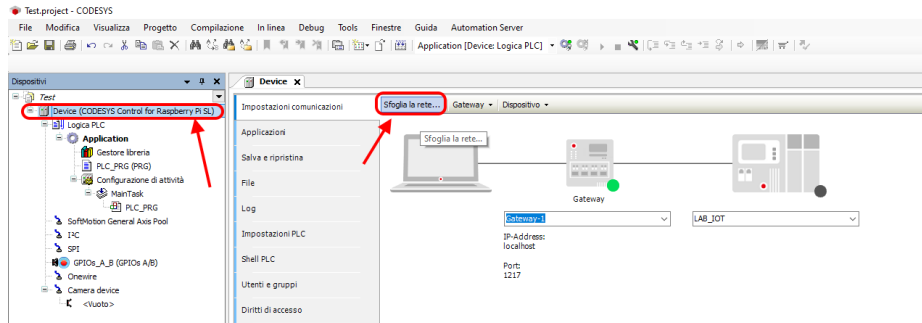 Test.project - CODESYS
File Modifica Visualizza Progetto Compilazione In linea Debug Tools Finestre Guida Automation Server
Application [Device: Logica PLC]
Dispositivi
Test
Device (CODESYS Control for Raspberry Pi SL)
Logica PLC
Application
Gestore libreria
PLC_PRG (PRG)
Configurazione di attività
MainTask
PLC_PRG
SoftMotion General Axis Pool
I²C
SPI
GPIOs_A_B (GPIOs A/B)
Onewire
Camera device
<Vuoto>
Device
Impostazioni comunicazioni
Applicazioni
Salva e ripristina
File
Log
Impostazioni PLC
Shell PLC
Utenti e gruppi
Diritti di accesso
Sfoglia la rete... Gateway Dispositivo
Sfoglia la rete...
Gateway
Gateway-1
LAB_IOT
IP-Address:
localhost
Port:
1217